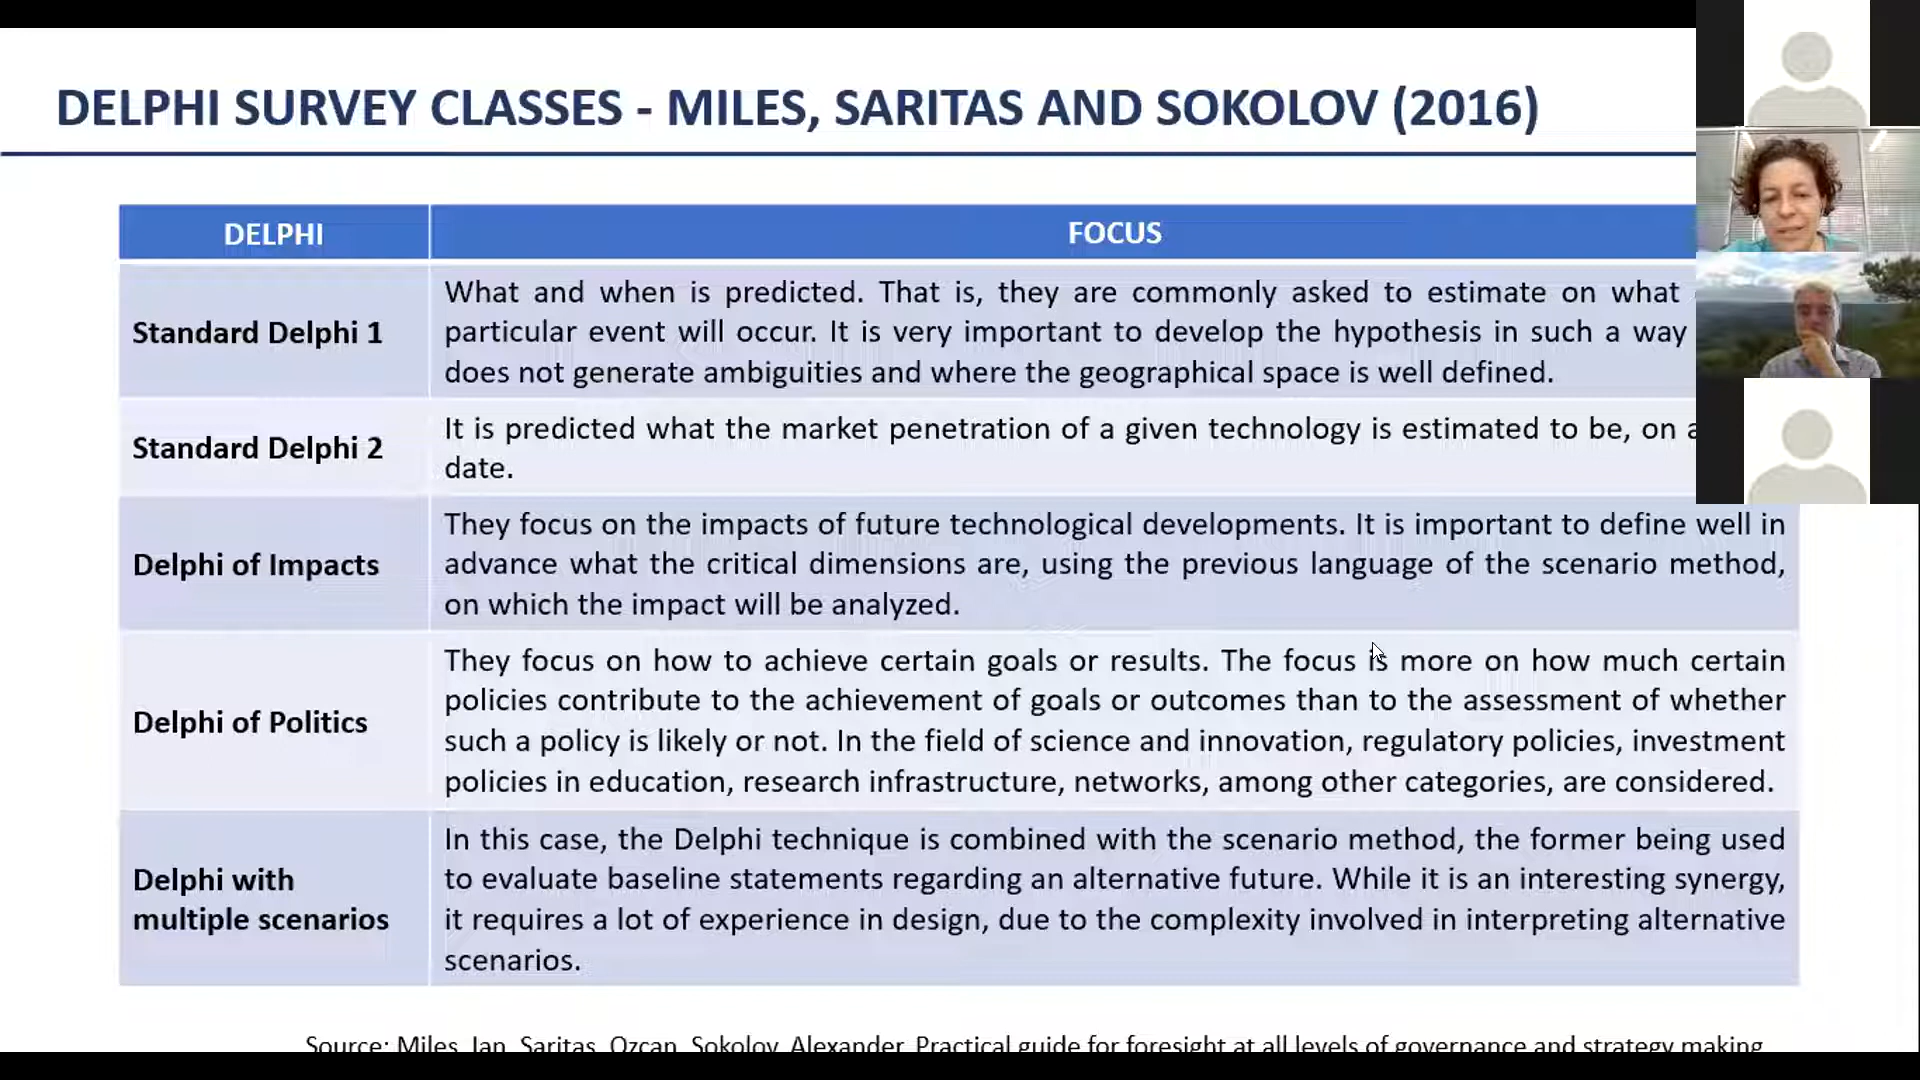 DELPHI SURVEY CLASSES - MILES, SARITAS AND SOKOLOV (2016)
DELPHI
FOCUS
Standard Delphi 1
What and when is predicted. That is, they are commonly asked to estimate on what
particular event will occur. It is very important to develop the hypothesis in such a way
does not generate ambiguities and where the geographical space is well defined.
Standard Delphi 2
It is predicted what the market penetration of a given technology is estimated to be, on a
date.
Delphi of Impacts
They focus on the impacts of future technological developments. It is important to define well in
advance what the critical dimensions are, using the previous language of the scenario method,
on which the impact will be analyzed.
Delphi of Politics
They focus on how to achieve certain goals or results. The focus is more on how much certain
policies contribute to the achievement of goals or outcomes than to the assessment of whether
such a policy is likely or not. In the field of science and innovation, regulatory policies, investment
policies in education, research infrastructure, networks, among other categories, are considered.
Delphi with
multiple scenarios
In this case, the Delphi technique is combined with the scenario method, the former being used
to evaluate baseline statements regarding an alternative future. While it is an interesting synergy,
it requires a lot of experience in design, due to the complexity involved in interpreting alternative
scenarios.
Source: Miles, Ian, Saritas, Ozcan, Sokolov, Alexander. Practical guide for foresight at all levels of governance and strategy making